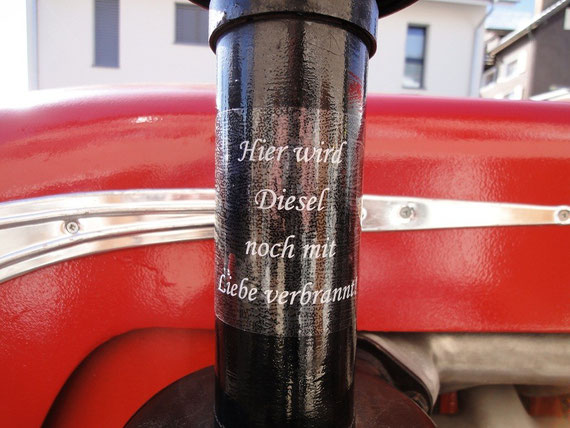 Hier wird
Diesel
noch mit
Liebe verbrannt!